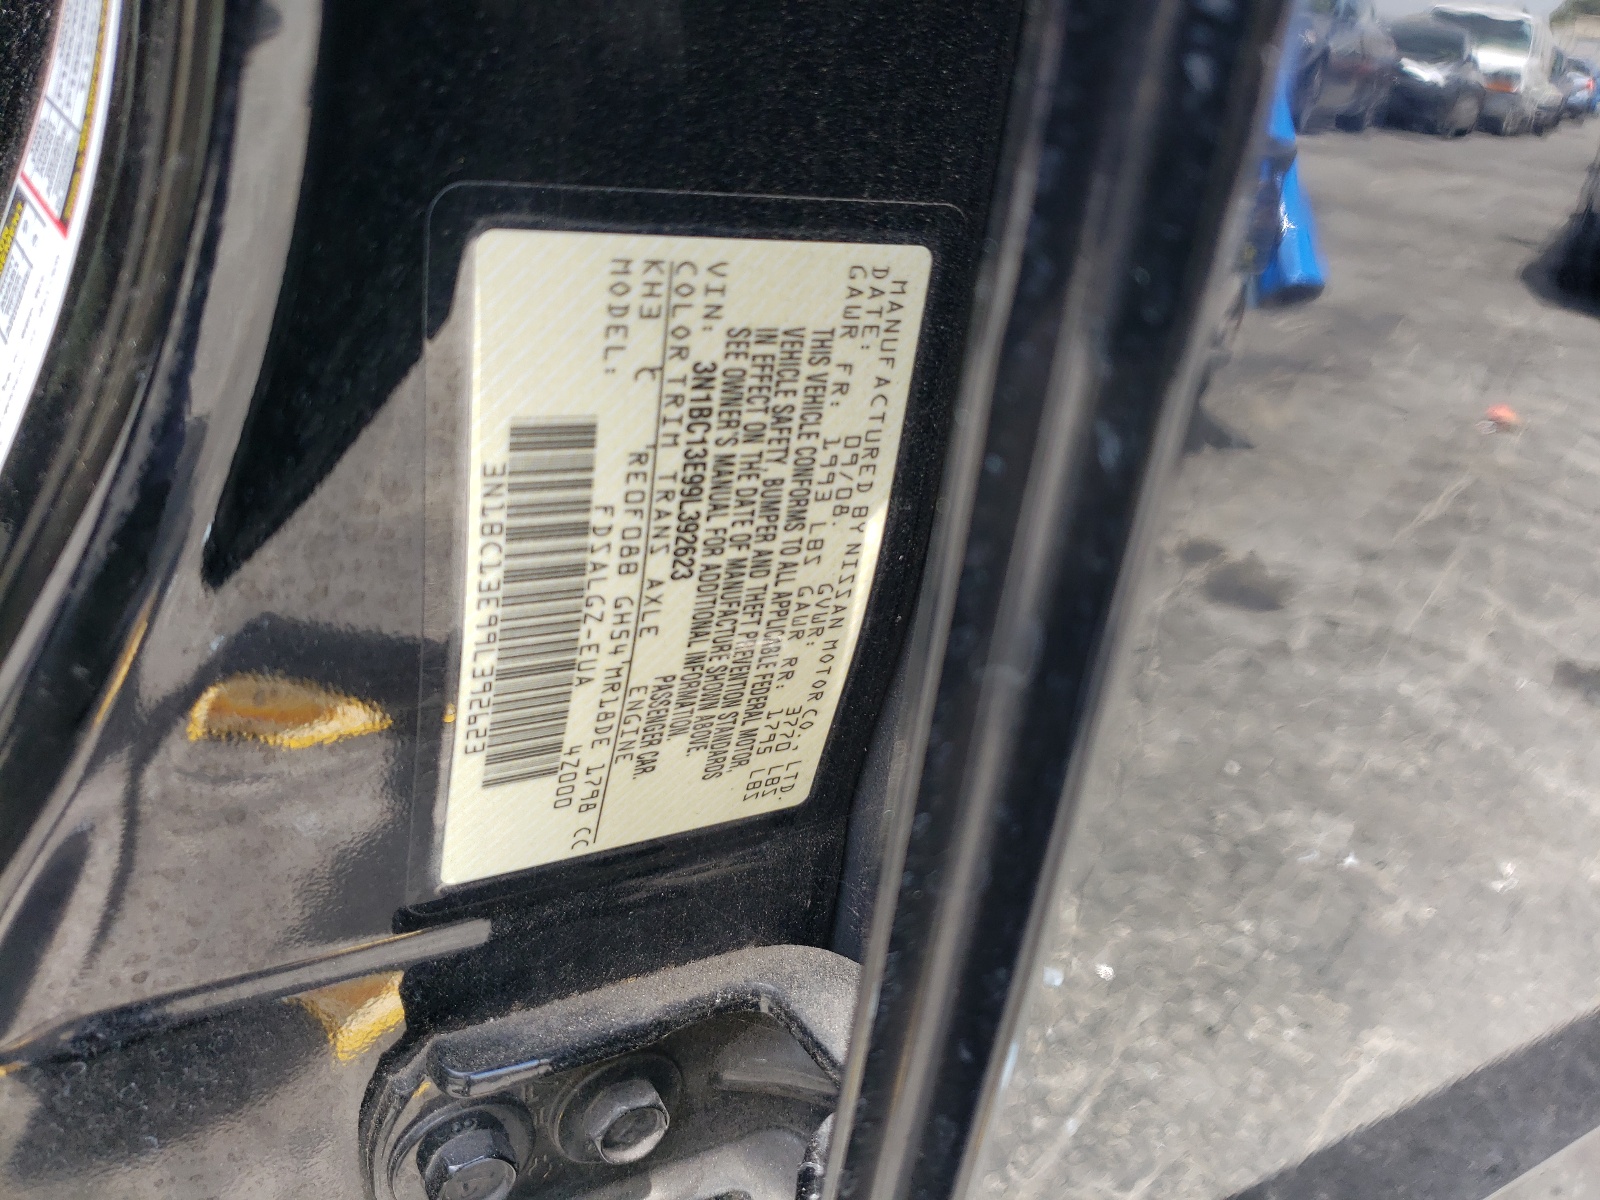 MANUFACTURED BY NISSAN MOTOR CO., LTD.
DATE: 09/08. GVWR: 3770 LBS
GAWR FR: 1993 LBS GAWR RR: 1795 LBS
THIS VEHICLE CONFORMS TO ALL APPLICABLE FEDERAL MOTOR
VEHICLE SAFETY, BUMPER AND THEFT PREVENTION STANDARDS
IN EFFECT ON THE DATE OF MANUFACTURE SHOWN ABOVE.
SEE OWNER'S MANUAL FOR ADDITIONAL INFORMATION.
VIN: 3N1BC13E99L392623 PASSENGER CAR.
COLOR TRIM TRANS AXLE ENGINE
KH3 C 'RE0F08B GH54'MR18DE 1798 CC
MODEL: FDSALGZ-EUA 4Z000
3N1BC13E99L392623